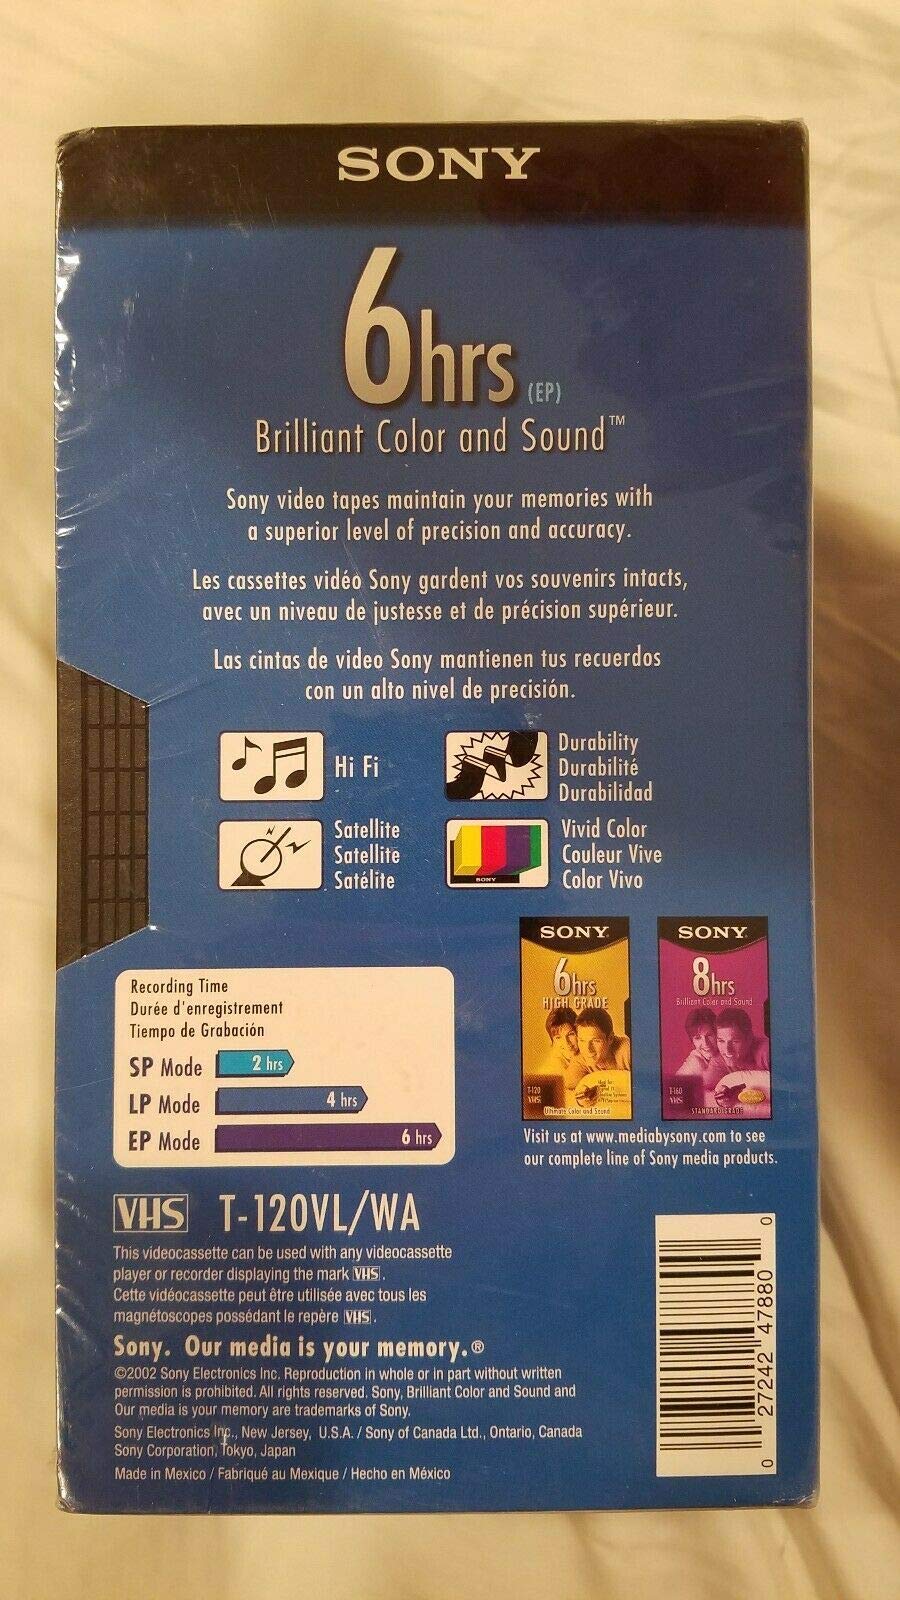 SONY
6hrs (EP)
Brilliant Color and Sound™
Sony video tapes maintain your memories with
a superior level of precision and accuracy.
Les cassettes vidéo Sony gardent vos souvenirs intacts,
avec un niveau de justesse et de précision supérieur.
Las cintas de video Sony mantienen tus recuerdos
con un alto nivel de precisión.
Hi Fi
Durability
Durabilité
Durabilidad
Satellite
Satellite
Satélite
SONY
Vivid Color
Couleur Vive
Color Vivo
Recording Time
Durée d'enregistrement
Tiempo de Grabación
SP Mode 2 hrs
LP Mode 4 hrs
EP Mode 6 hrs
SONY
6hrs
HIGH GRADE
T-120
VHS
Ultimate Color and Sound
SONY
8hrs
Brilliant Color and Sound
T-160
VHS
STANDARD GRADE
Visit us at www.mediabysony.com to see
our complete line of Sony media products.
VHS T-120VL/WA
This videocassette can be used with any videocassette
player or recorder displaying the mark VHS.
Cette vidéocassette peut être utilisée avec tous les
magnétoscopes possédant le repère VHS.
Sony. Our media is your memory.®
©2002 Sony Electronics Inc. Reproduction in whole or in part without written
permission is prohibited. All rights reserved. Sony, Brilliant Color and Sound and
Our media is your memory are trademarks of Sony.
Sony Electronics Inc., New Jersey, U.S.A. / Sony of Canada Ltd., Ontario, Canada
Sony Corporation, Tokyo, Japan
Made in Mexico / Fabriqué au Mexique / Hecho en México
0 27242 47880 0